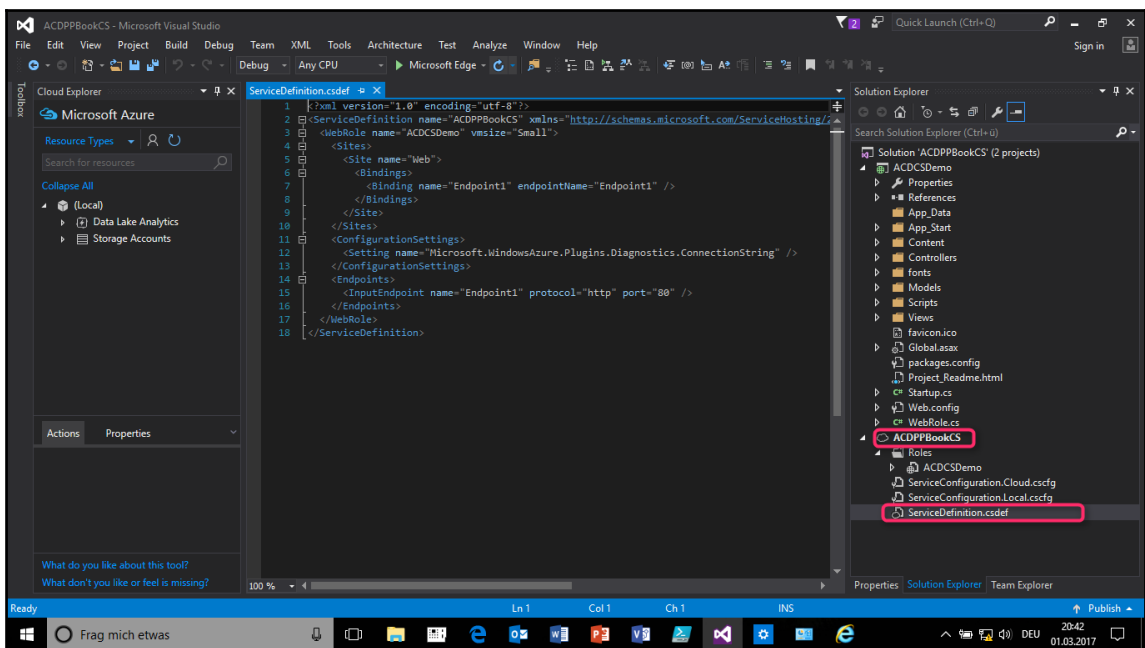 ACDPPBookCS - Microsoft Visual Studio
2
Quick Launch (Ctrl+Q)
File Edit View Project Build Debug Team XML Tools Architecture Test Analyze Window Help
Sign in
Debug Any CPU Microsoft Edge
Toolbox
Cloud Explorer
Microsoft Azure
Resource Types
Search for resources
Collapse All
(Local)
Data Lake Analytics
Storage Accounts
Actions Properties
What do you like about this tool?
What don't you like or feel is missing?
ServiceDefinition.csdef
1 <?xml version="1.0" encoding="utf-8"?>
2 <ServiceDefinition name="ACDPPBookCS" xmlns="http://schemas.microsoft.com/ServiceHosting/2
3 <WebRole name="ACDCSDemo" vmsize="Small">
4 <Sites>
5 <Site name="Web">
6 <Bindings>
7 <Binding name="Endpoint1" endpointName="Endpoint1" />
8 </Bindings>
9 </Site>
10 </Sites>
11 <ConfigurationSettings>
12 <Setting name="Microsoft.WindowsAzure.Plugins.Diagnostics.ConnectionString" />
13 </ConfigurationSettings>
14 <Endpoints>
15 <InputEndpoint name="Endpoint1" protocol="http" port="80" />
16 </Endpoints>
17 </WebRole>
18 </ServiceDefinition>
100 %
Solution Explorer
Search Solution Explorer (Ctrl+ü)
Solution 'ACDPPBookCS' (2 projects)
ACDCSDemo
Properties
References
App_Data
App_Start
Content
Controllers
fonts
Models
Scripts
Views
favicon.ico
Global.asax
packages.config
Project_Readme.html
C# Startup.cs
Web.config
C# WebRole.cs
ACDPPBookCS
Roles
ACDCSDemo
ServiceConfiguration.Cloud.cscfg
ServiceConfiguration.Local.cscfg
ServiceDefinition.csdef
Properties Solution Explorer Team Explorer
Ready Ln 1 Col 1 Ch 1 INS Publish
Frag mich etwas
DEU
20:42
01.03.2017